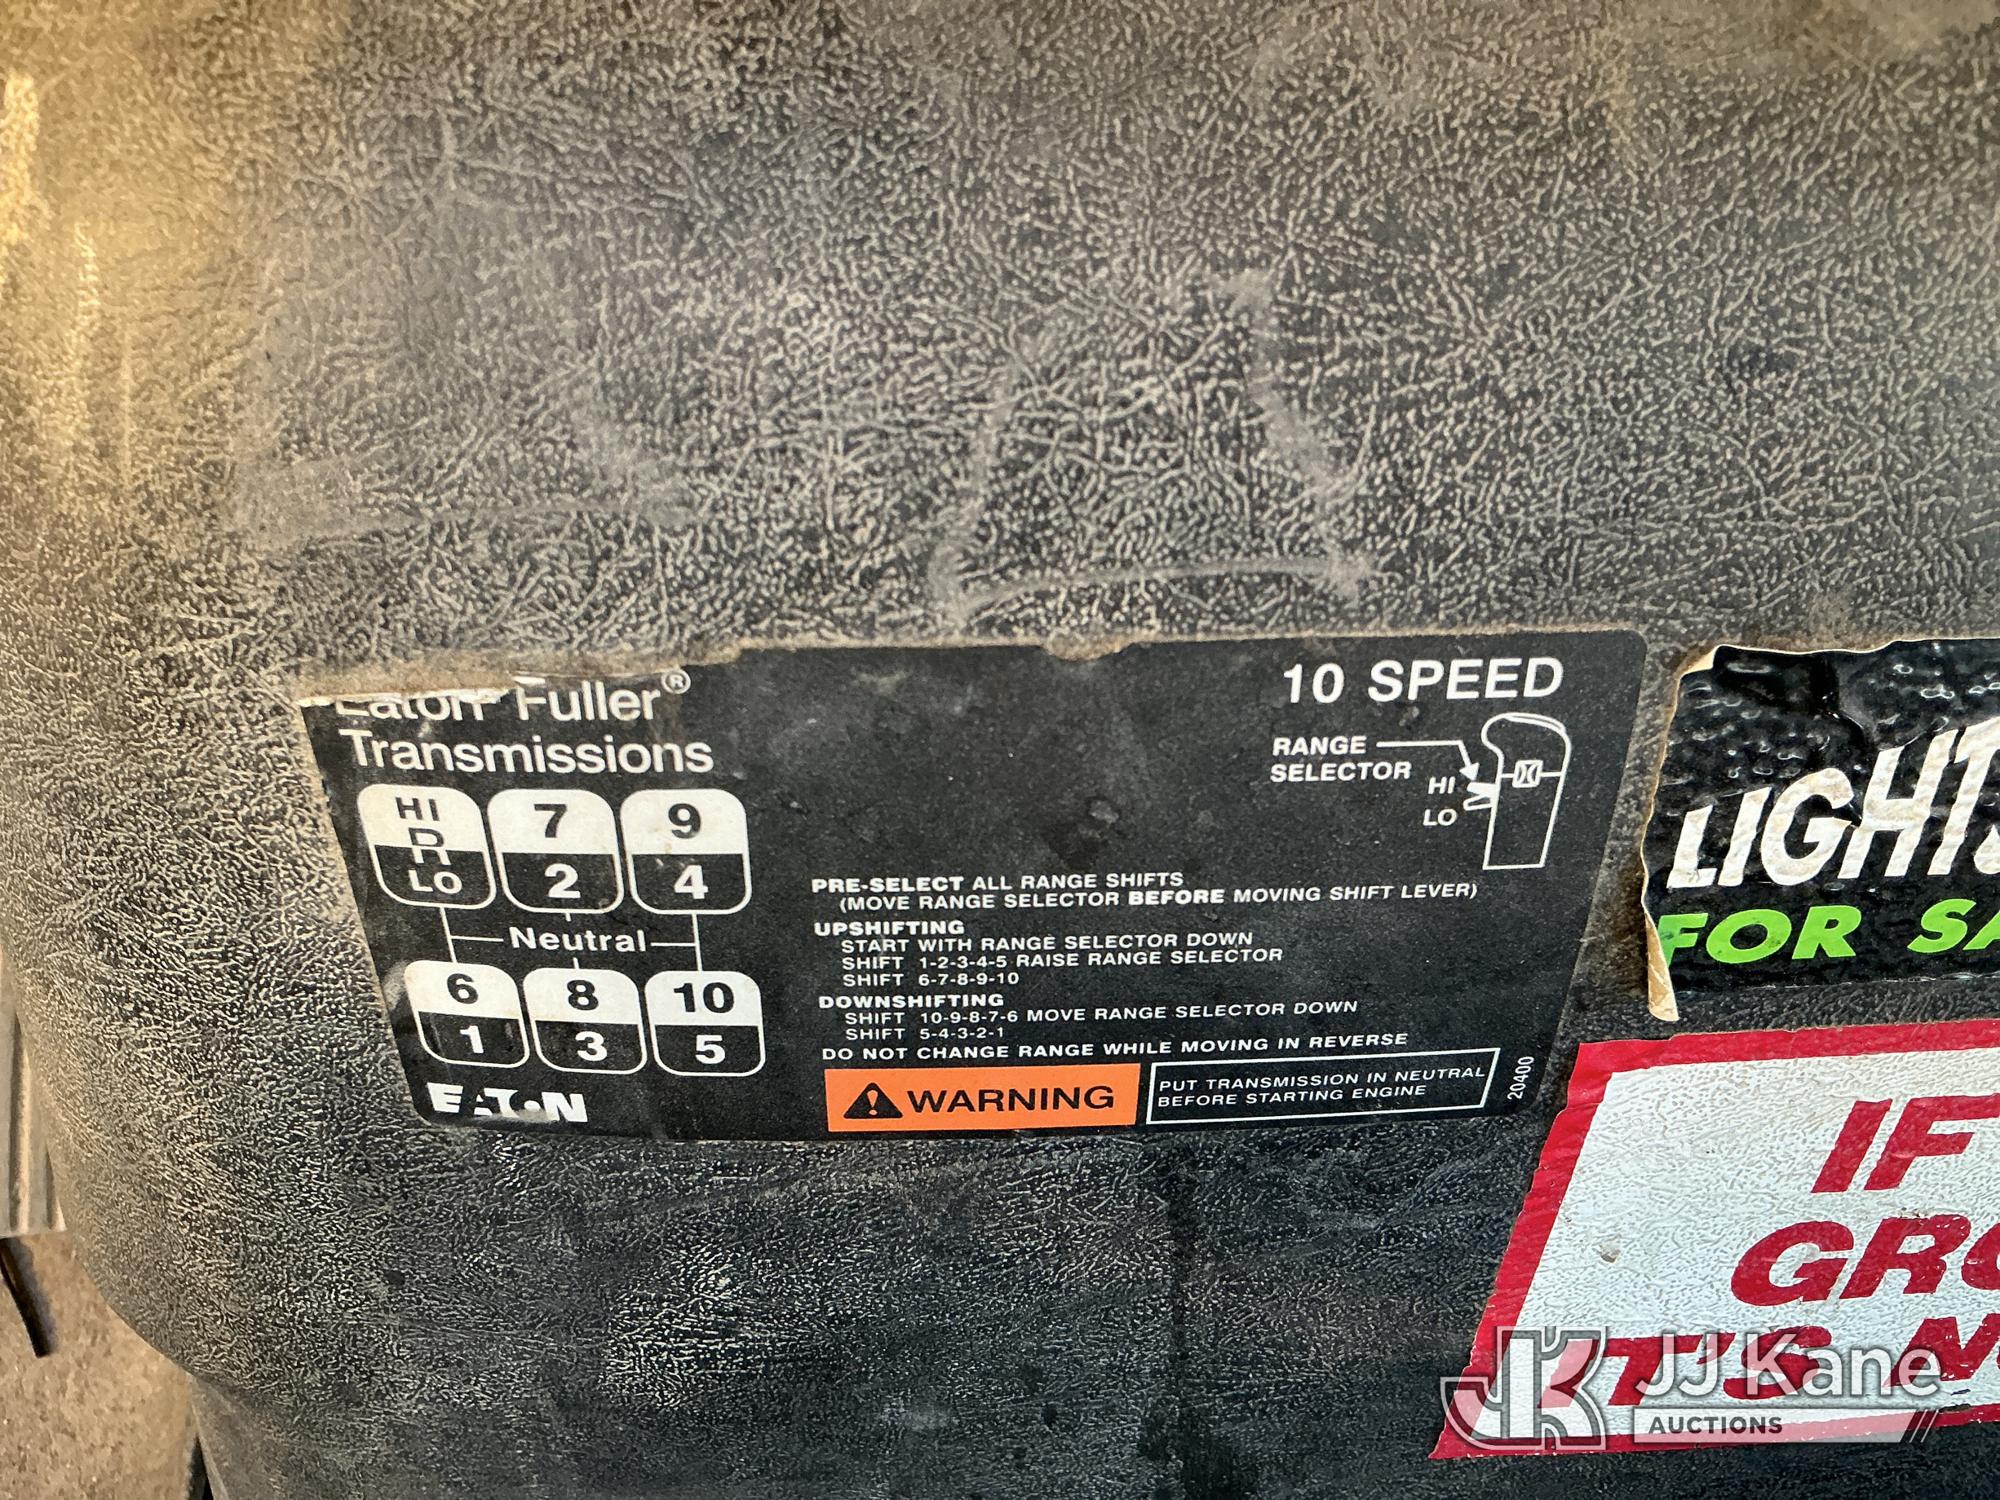 Eaton Fuller®
Transmissions
10 SPEED
RANGE
SELECTOR
HI
LO
HI
R
LO
7
2
9
4
Neutral
6
1
8
3
10
5
EATON
PRE-SELECT ALL RANGE SHIFTS
(MOVE RANGE SELECTOR BEFORE MOVING SHIFT LEVER)
UPSHIFTING
START WITH RANGE SELECTOR DOWN
SHIFT 1-2-3-4-5 RAISE RANGE SELECTOR
SHIFT 6-7-8-9-10
DOWNSHIFTING
SHIFT 10-9-8-7-6 MOVE RANGE SELECTOR DOWN
SHIFT 5-4-3-2-1
DO NOT CHANGE RANGE WHILE MOVING IN REVERSE
WARNING
PUT TRANSMISSION IN NEUTRAL
BEFORE STARTING ENGINE
20400
LIGHTS
FOR SA
IF
GRO
IT'S N
JK
JJ Kane
AUCTIONS